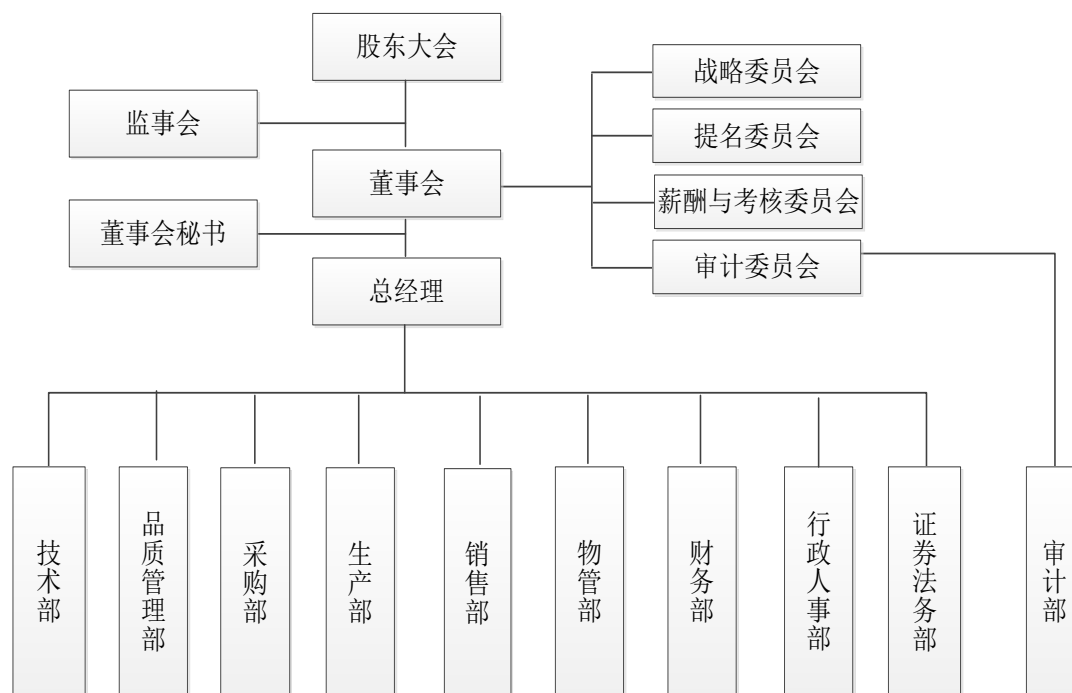 股东大会
战略委员会
监事会
提名委员会
董事会
薪酬与考核委员会
董事会秘书
审计委员会
总经理
技术部
品质管理部
采购部
生产部
销售部
物管部
财务部
行政人事部
证券法务部
审计部